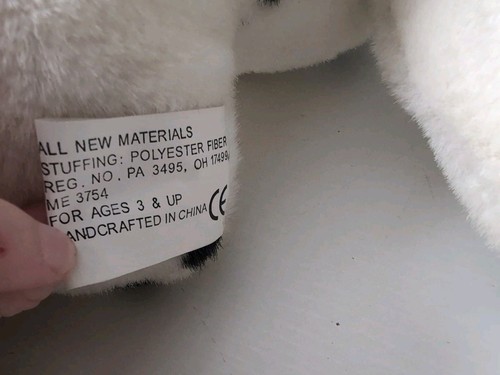 ALL NEW MATERIALS
STUFFING: POLYESTER FIBER
REG. NO. PA 3495, OH 17499
ME 3754
FOR AGES 3 & UP
HANDCRAFTED IN CHINA CE